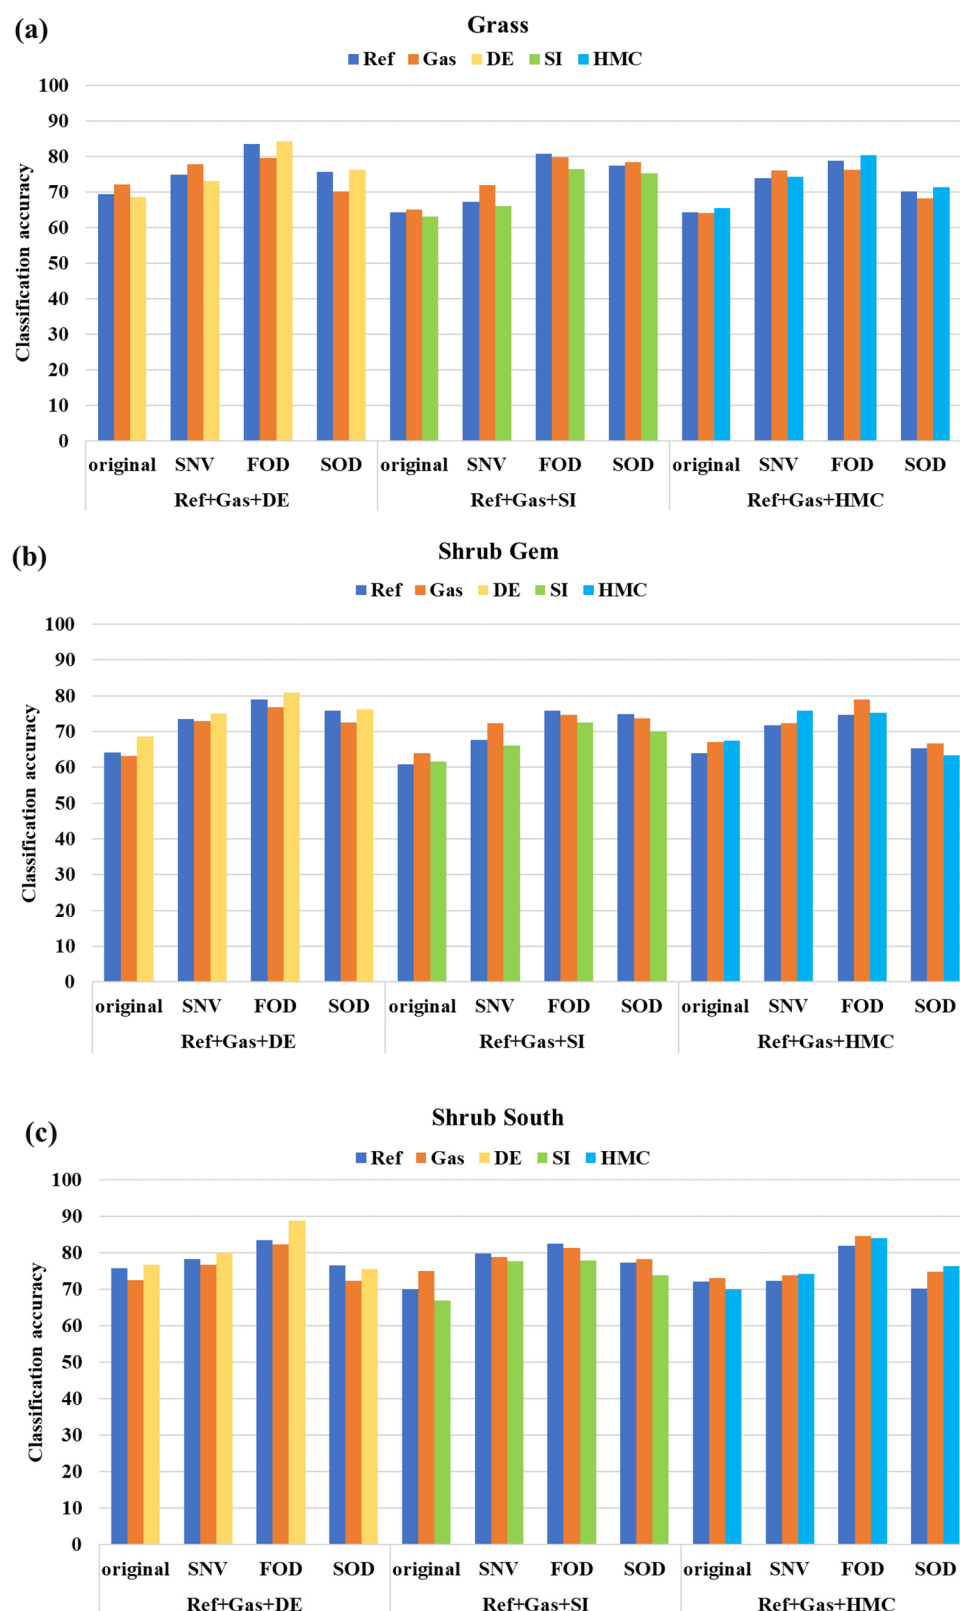 (a)
Grass
Ref Gas DE SI HMC
Classification accuracy
100
90
80
70
60
50
40
30
20
10
0
original SNV FOD SOD original SNV FOD SOD original SNV FOD SOD
Ref+Gas+DE Ref+Gas+SI Ref+Gas+HMC
(b)
Shrub Gem
Ref Gas DE SI HMC
Classification accuracy
100
90
80
70
60
50
40
30
20
10
0
original SNV FOD SOD original SNV FOD SOD original SNV FOD SOD
Ref+Gas+DE Ref+Gas+SI Ref+Gas+HMC
(c)
Shrub South
Ref Gas DE SI HMC
Classification accuracy
100
90
80
70
60
50
40
30
20
10
0
original SNV FOD SOD original SNV FOD SOD original SNV FOD SOD
Ref+Gas+DE Ref+Gas+SI Ref+Gas+HMC